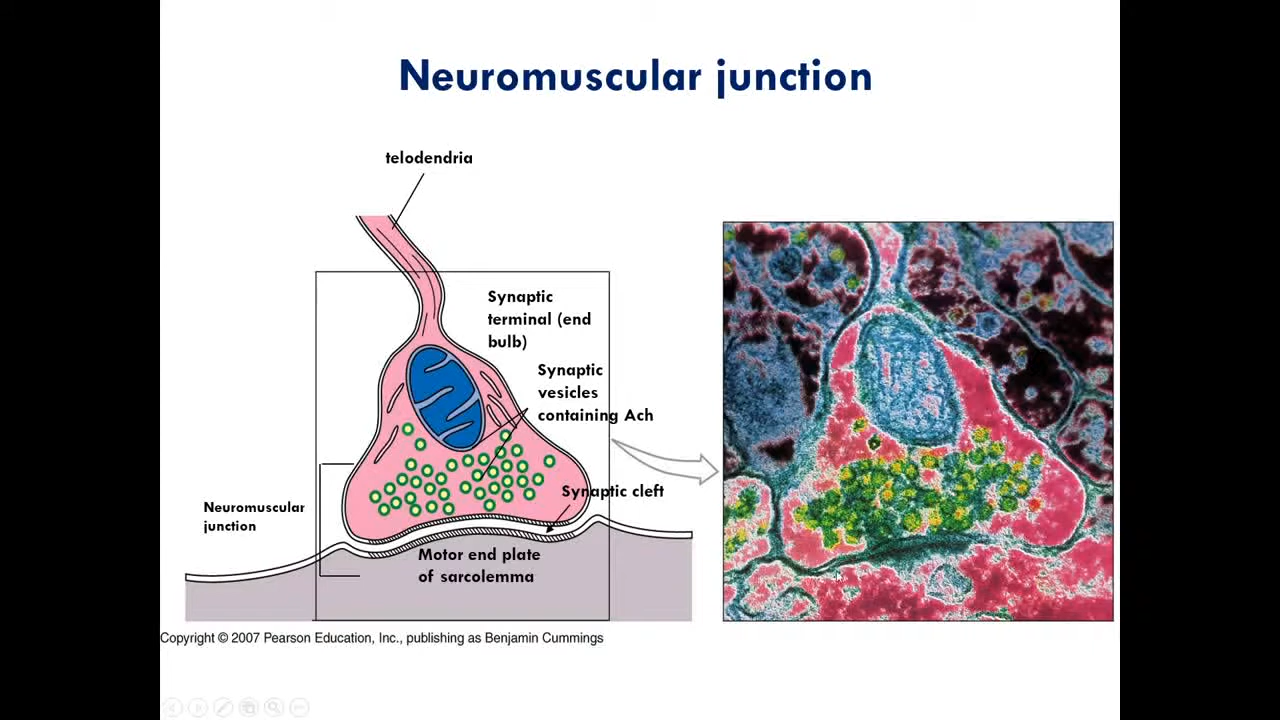 Neuromuscular junction
telodendria
Synaptic
terminal (end
bulb)
Synaptic
vesicles
containing Ach
Synaptic cleft
Neuromuscular
junction
Motor end plate
of sarcolemma
Copyright © 2007 Pearson Education, Inc., publishing as Benjamin Cummings